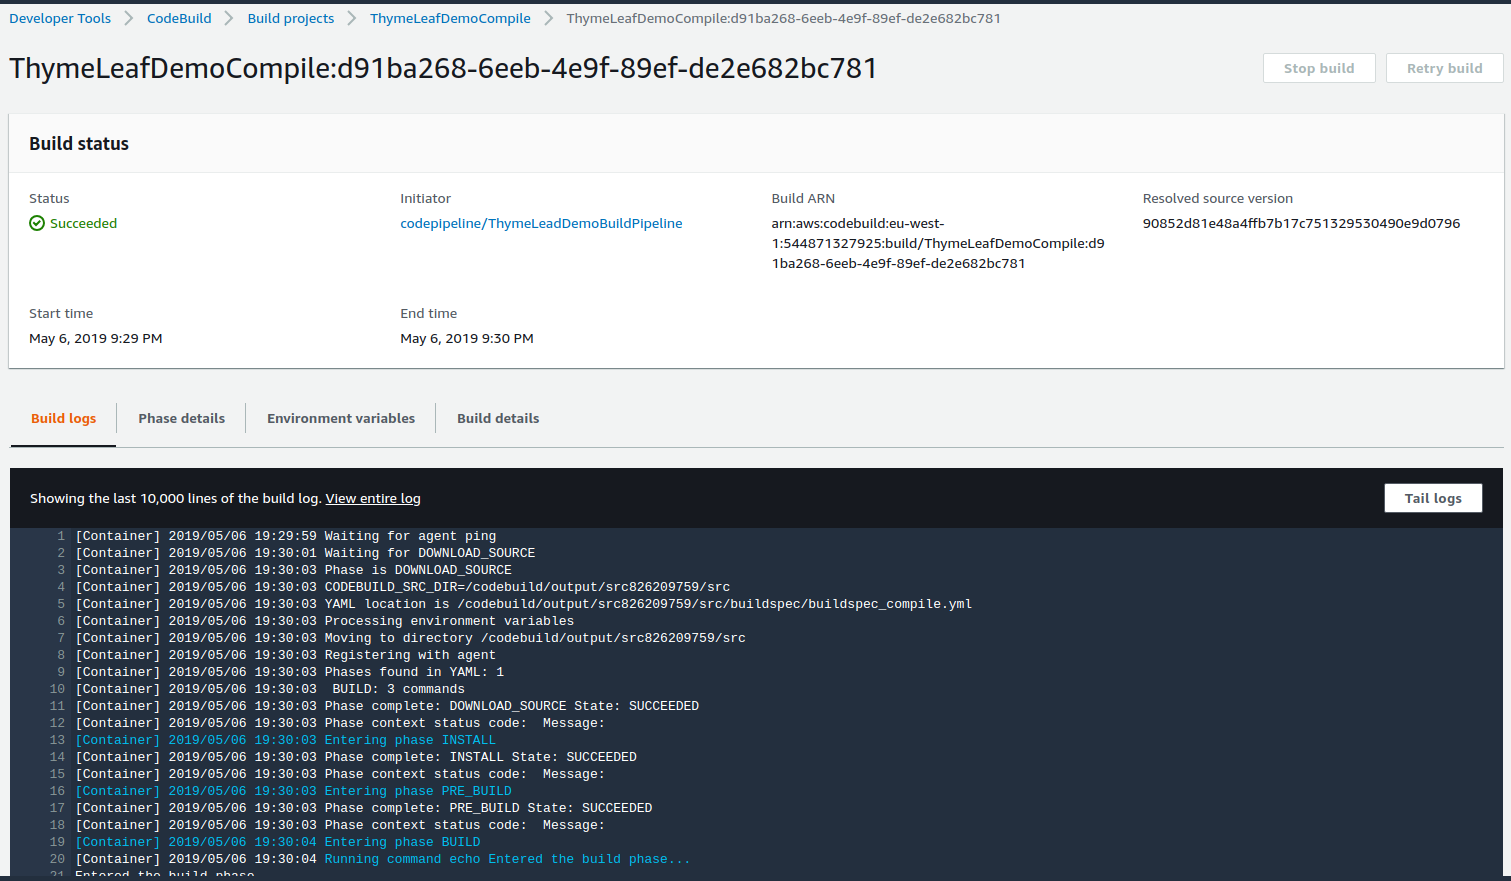 Developer Tools > CodeBuild > Build projects > ThymeLeafDemoCompile > ThymeLeafDemoCompile:d91ba268-6eeb-4e9f-89ef-de2e682bc781
ThymeLeafDemoCompile:d91ba268-6eeb-4e9f-89ef-de2e682bc781
Stop build
Retry build
Build status
Status
Succeeded
Initiator
codepipeline/ThymeLeadDemoBuildPipeline
Build ARN
arn:aws:codebuild:eu-west-
1:544871327925:build/ThymeLeafDemoCompile:d9
1ba268-6eeb-4e9f-89ef-de2e682bc781
Resolved source version
90852d81e48a4ffb7b17c751329530490e9d0796
Start time
May 6, 2019 9:29 PM
End time
May 6, 2019 9:30 PM
Build logs
Phase details
Environment variables
Build details
Showing the last 10,000 lines of the build log. View entire log
Tail logs
1 [Container] 2019/05/06 19:29:59 Waiting for agent ping
2 [Container] 2019/05/06 19:30:01 Waiting for DOWNLOAD_SOURCE
3 [Container] 2019/05/06 19:30:03 Phase is DOWNLOAD_SOURCE
4 [Container] 2019/05/06 19:30:03 CODEBUILD_SRC_DIR=/codebuild/output/src826209759/src
5 [Container] 2019/05/06 19:30:03 YAML location is /codebuild/output/src826209759/src/buildspec/buildspec_compile.yml
6 [Container] 2019/05/06 19:30:03 Processing environment variables
7 [Container] 2019/05/06 19:30:03 Moving to directory /codebuild/output/src826209759/src
8 [Container] 2019/05/06 19:30:03 Registering with agent
9 [Container] 2019/05/06 19:30:03 Phases found in YAML: 1
10 [Container] 2019/05/06 19:30:03  BUILD: 3 commands
11 [Container] 2019/05/06 19:30:03 Phase complete: DOWNLOAD_SOURCE State: SUCCEEDED
12 [Container] 2019/05/06 19:30:03 Phase context status code:  Message:
13 [Container] 2019/05/06 19:30:03 Entering phase INSTALL
14 [Container] 2019/05/06 19:30:03 Phase complete: INSTALL State: SUCCEEDED
15 [Container] 2019/05/06 19:30:03 Phase context status code:  Message:
16 [Container] 2019/05/06 19:30:03 Entering phase PRE_BUILD
17 [Container] 2019/05/06 19:30:03 Phase complete: PRE_BUILD State: SUCCEEDED
18 [Container] 2019/05/06 19:30:03 Phase context status code:  Message:
19 [Container] 2019/05/06 19:30:04 Entering phase BUILD
20 [Container] 2019/05/06 19:30:04 Running command echo Entered the build phase...
21 Entered the build phase...